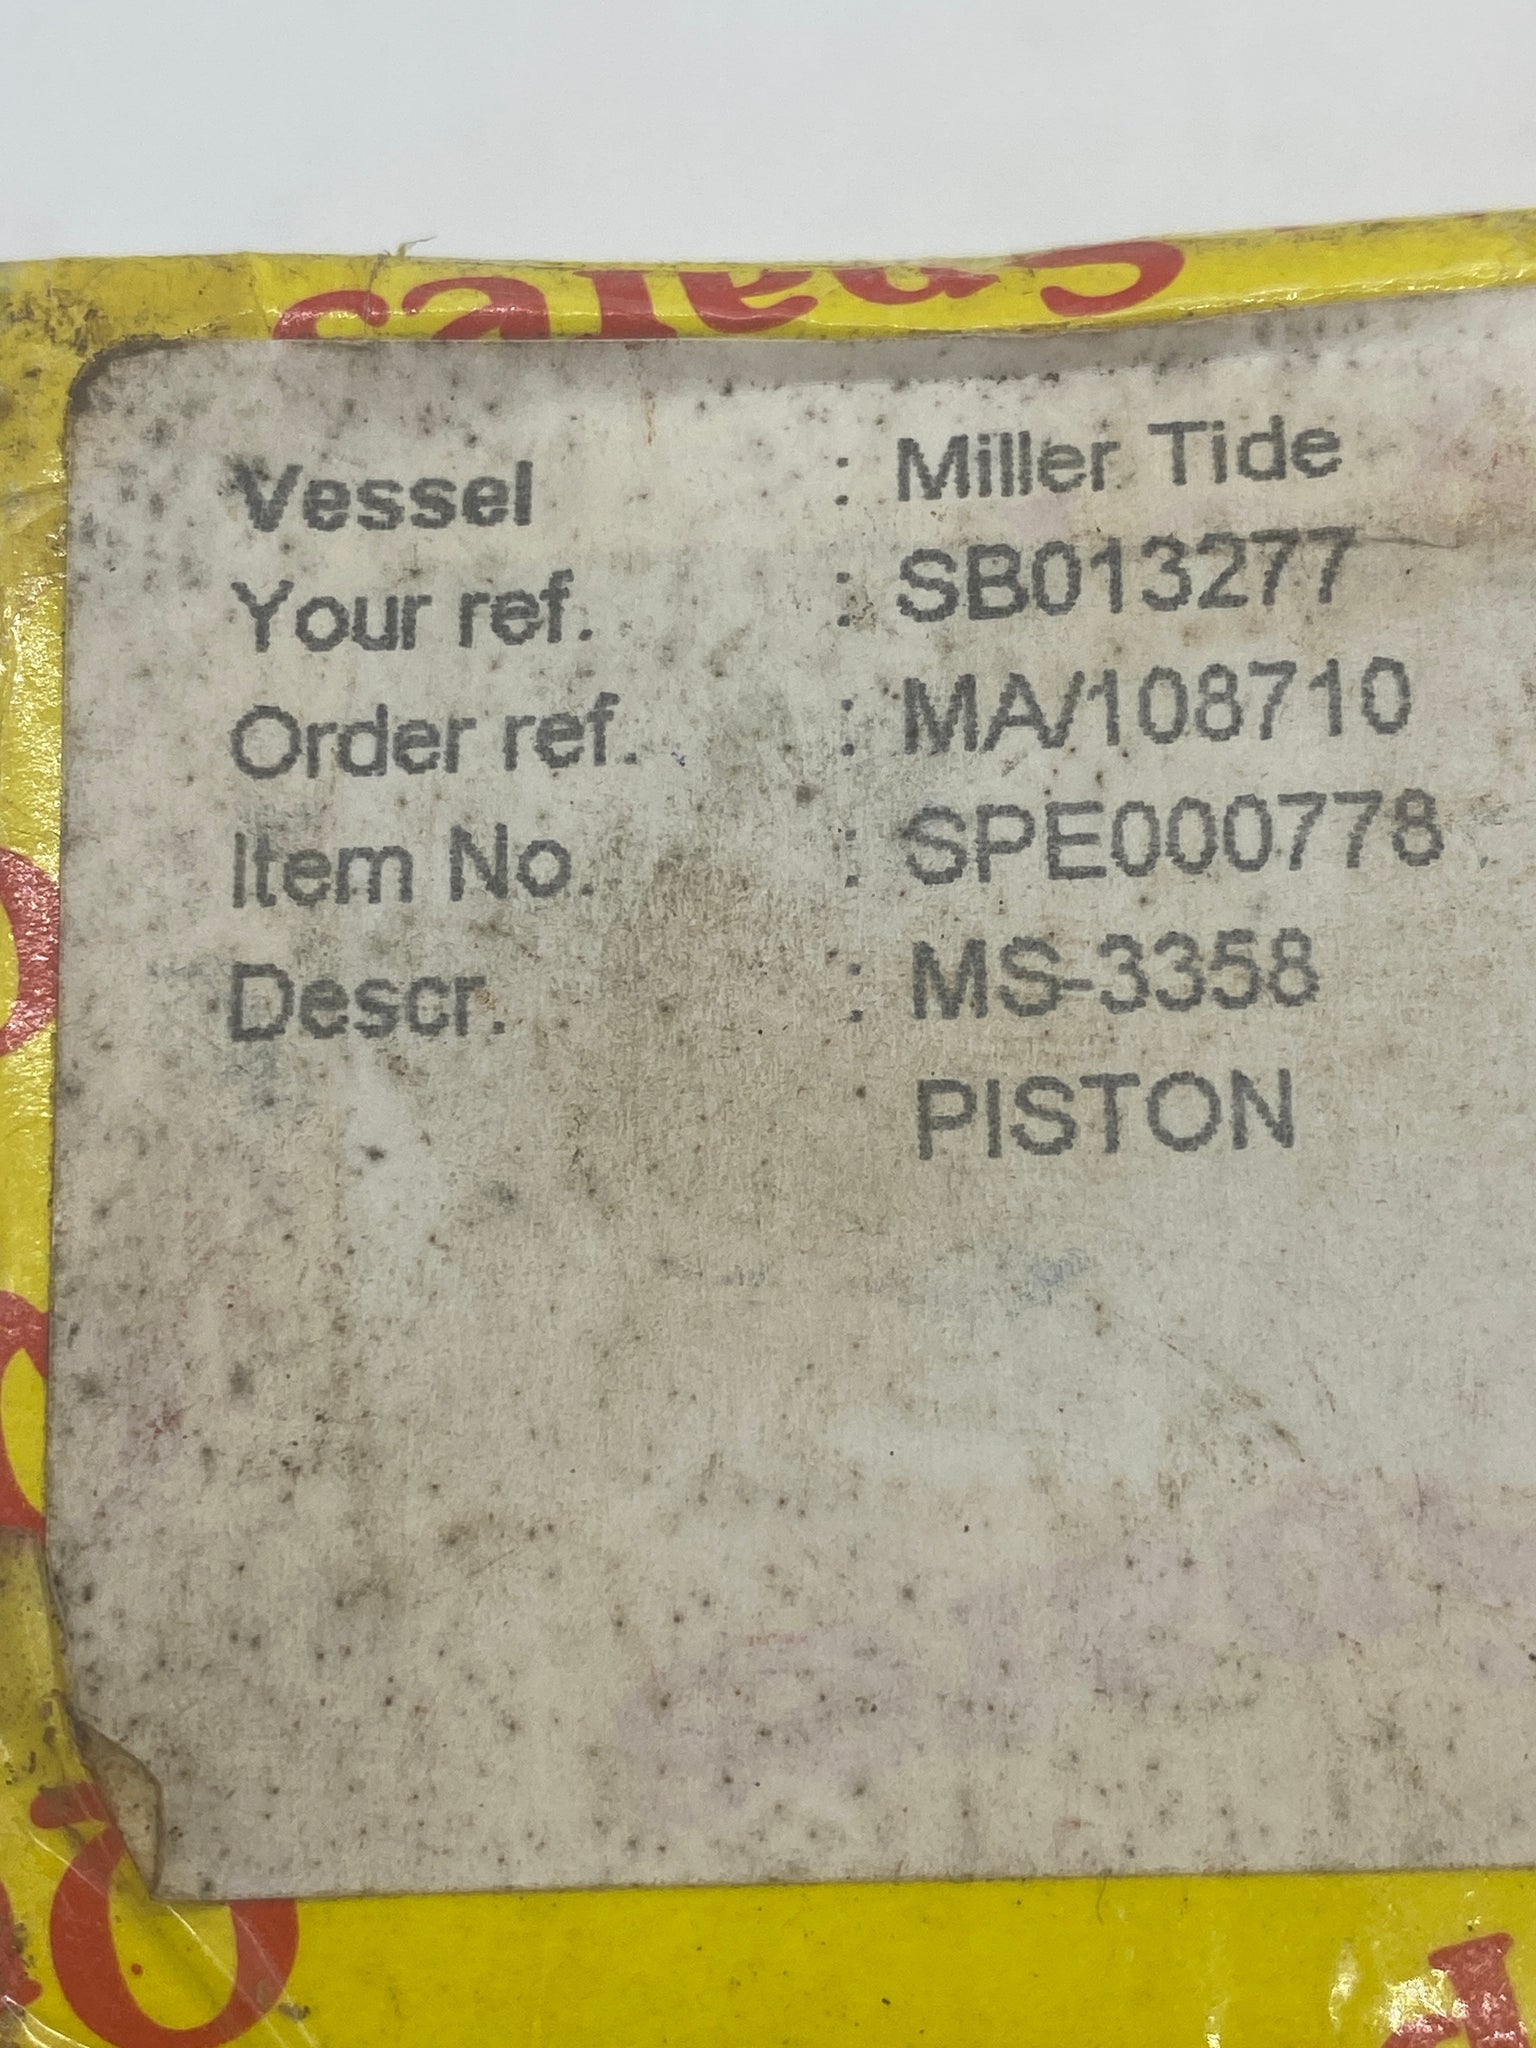 Vessel : Miller Tide
Your ref. : SB013277
Order ref. : MA/108710
Item No. : SPE000778
Descr. : MS-3358
PISTON